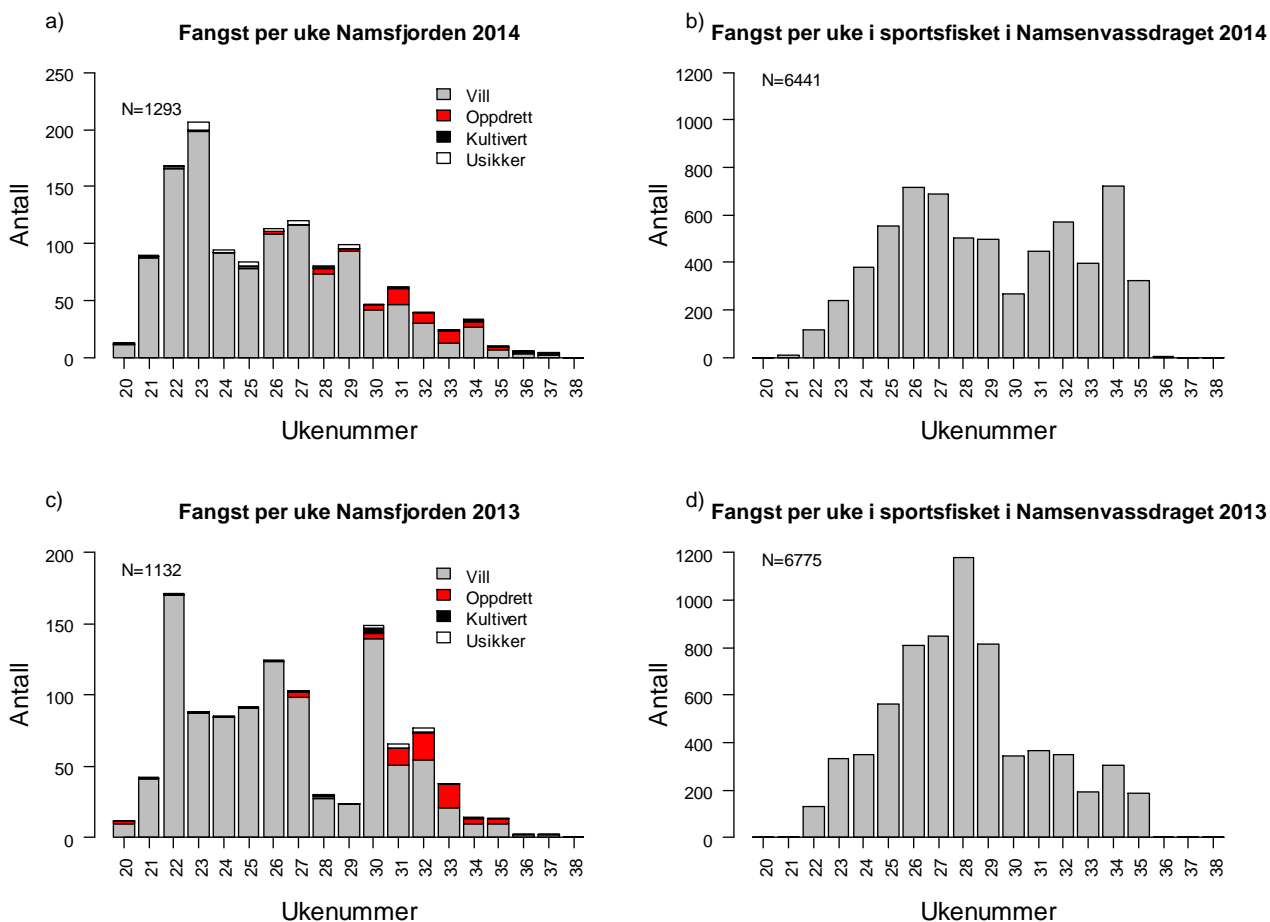 a)
Fangst per uke Namsfjorden 2014
N=1293
Vill
Oppdrett
Kultivert
Usikker
Antall
250
200
150
100
50
0
20 21 22 23 24 25 26 27 28 29 30 31 32 33 34 35 36 37 38
Ukenummer
b)
Fangst per uke i sportsfisket i Namsenvassdraget 2014
N=6441
Antall
1200
1000
800
600
400
200
0
20 21 22 23 24 25 26 27 28 29 30 31 32 33 34 35 36 37 38
Ukenummer
c)
Fangst per uke Namsfjorden 2013
N=1132
Vill
Oppdrett
Kultivert
Usikker
Antall
200
150
100
50
0
20 21 22 23 24 25 26 27 28 29 30 31 32 33 34 35 36 37 38
Ukenummer
d)
Fangst per uke i sportsfisket i Namsenvassdraget 2013
N=6775
Antall
1200
1000
800
600
400
200
0
20 21 22 23 24 25 26 27 28 29 30 31 32 33 34 35 36 37 38
Ukenummer